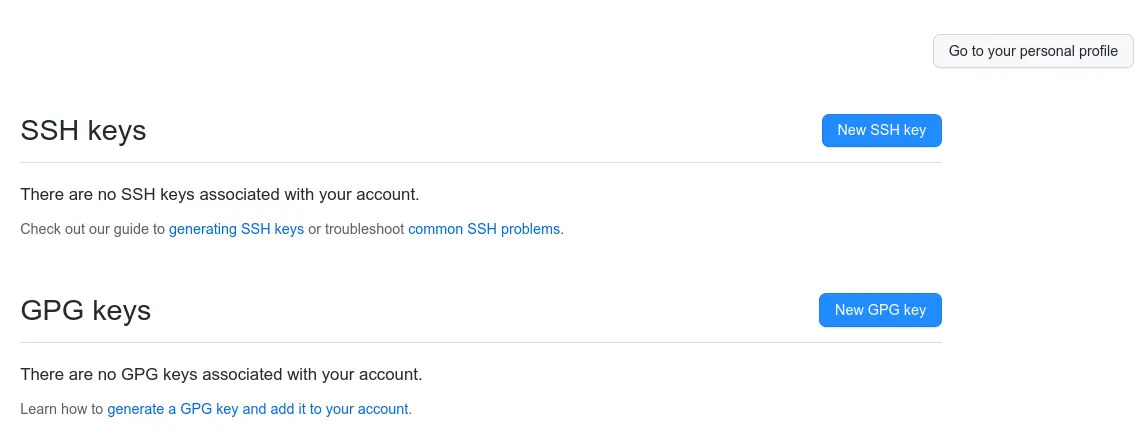 Go to your personal profile
SSH keys
New SSH key
There are no SSH keys associated with your account.
Check out our guide to generating SSH keys or troubleshoot common SSH problems.
GPG keys
New GPG key
There are no GPG keys associated with your account.
Learn how to generate a GPG key and add it to your account.